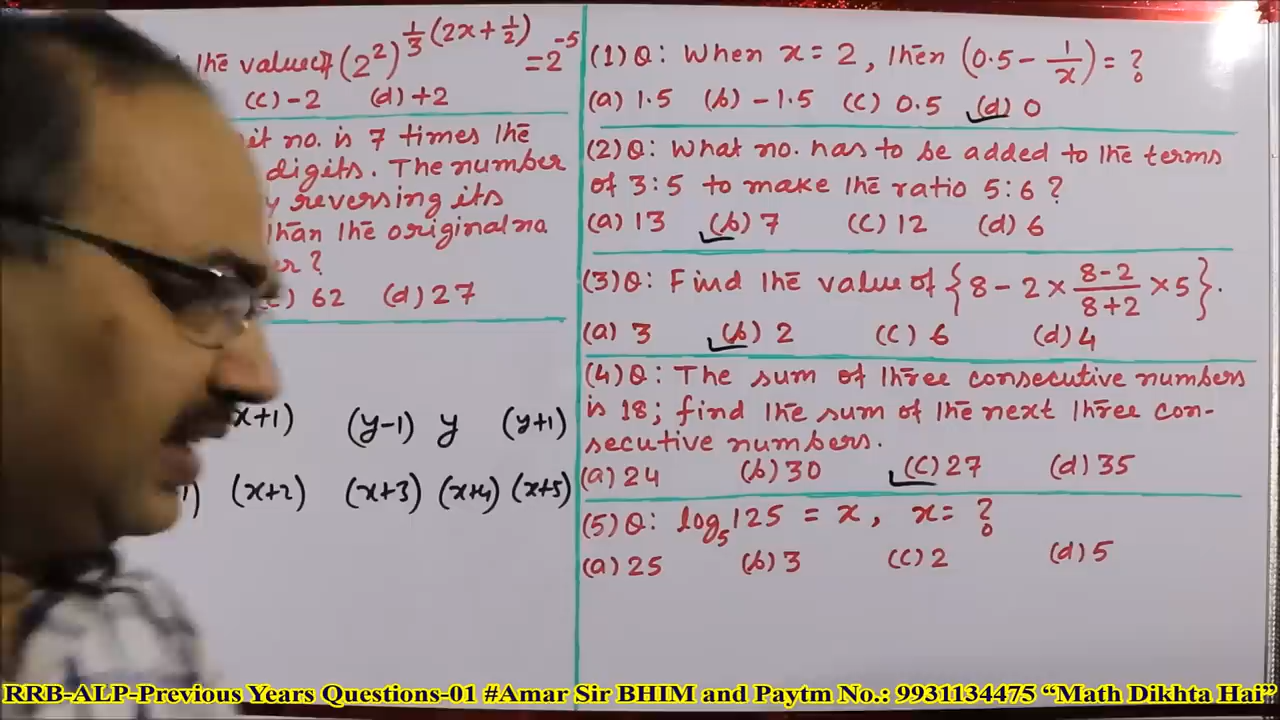 the value of (2²)^⅓(2x+½) = 2⁻⁵
(c) -2 (d) +2
it no. is 7 times the
digits. The number
y reversing its
than the original no
er?
) 62 (d) 27
x+1) (y-1) y (y+1)
1) (x+2) (x+3) (x+4) (x+5)
(1) Q: When x = 2, then (0.5 - 1/x) = ?
(a) 1.5 (b) -1.5 (c) 0.5 (d) 0
(2) Q: What no. has to be added to the terms
of 3:5 to make the ratio 5:6 ?
(a) 13 (b) 7 (c) 12 (d) 6
(3) Q: Find the value of {8 - 2 × (8-2)/(8+2) × 5}.
(a) 3 (b) 2 (c) 6 (d) 4
(4) Q: The sum of three consecutive numbers
is 18; find the sum of the next three con-
secutive numbers.
(a) 24 (b) 30 (c) 27 (d) 35
(5) Q: log₅125 = x, x = ?
(a) 25 (b) 3 (c) 2 (d) 5
RRB-ALP-Previous Years Questions-01 #Amar Sir BHIM and Paytm No.: 9931134475 “Math Dikhta Hai”